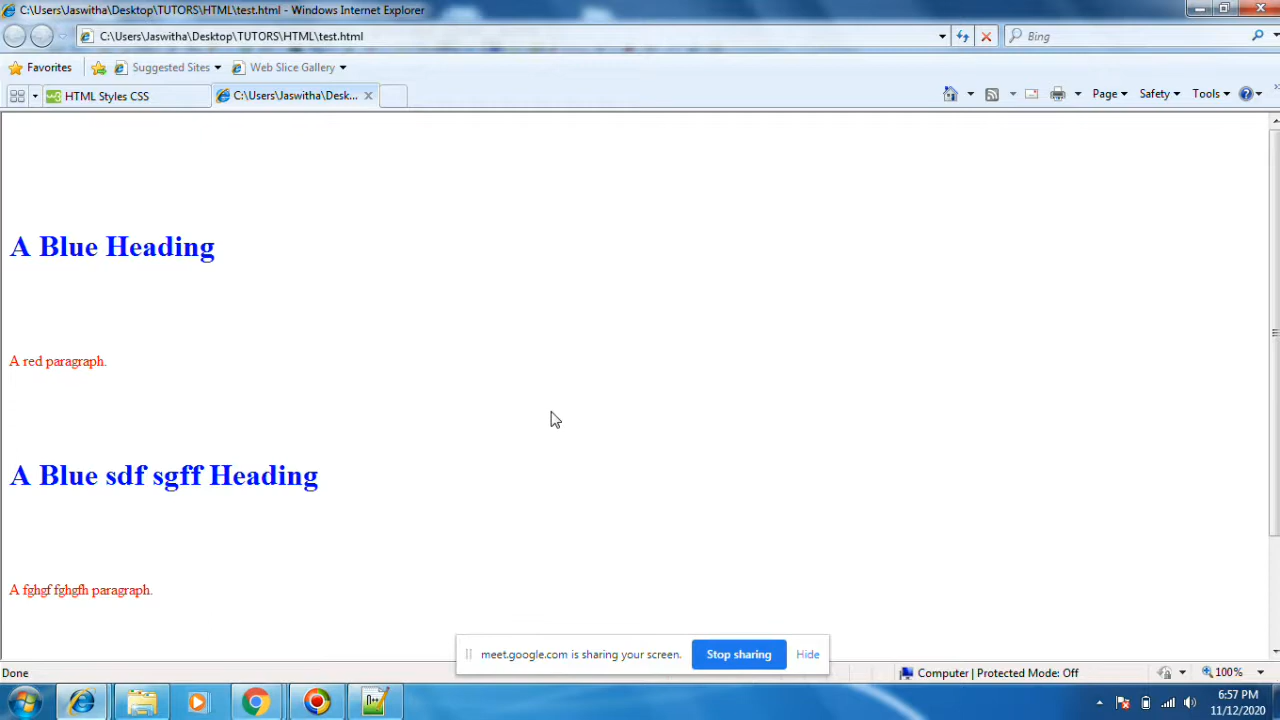 C:\Users\Jaswitha\Desktop\TUTORS\HTML\test.html - Windows Internet Explorer
C:\Users\Jaswitha\Desktop\TUTORS\HTML\test.html
Bing
Favorites
Suggested Sites
Web Slice Gallery
HTML Styles CSS
C:\Users\Jaswitha\Desk...
Page
Safety
Tools
A Blue Heading
A red paragraph.
A Blue sdf sgff Heading
A fghgf fghgfh paragraph.
meet.google.com is sharing your screen.
Stop sharing
Hide
Done
Computer | Protected Mode: Off
100%
6:57 PM
11/12/2020